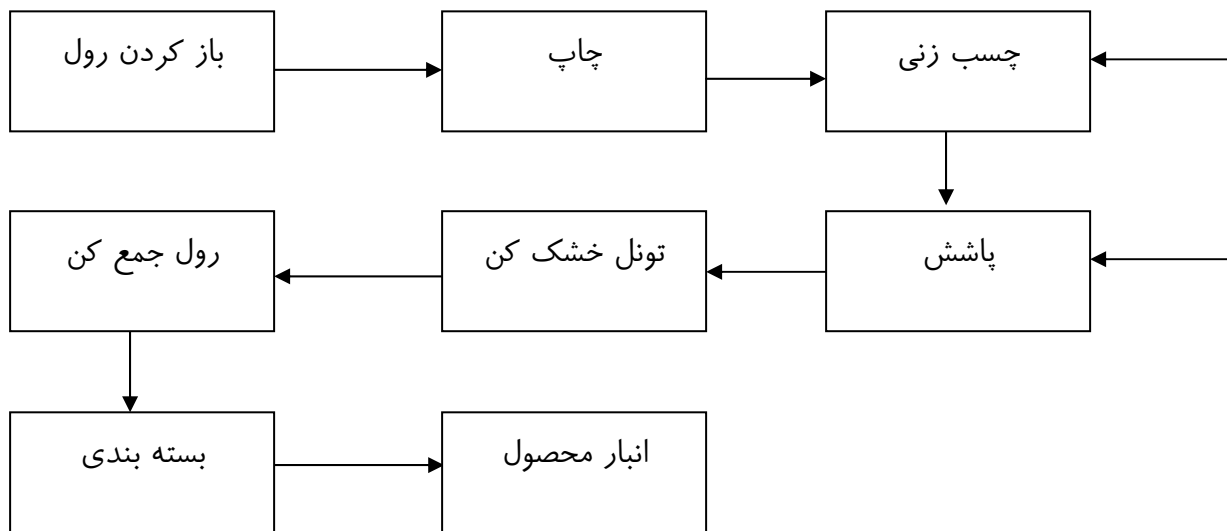 باز کردن رول
چاپ
چسب زنی
پاشش
تونل خشک کن
رول جمع کن
بسته بندی
انبار محصول